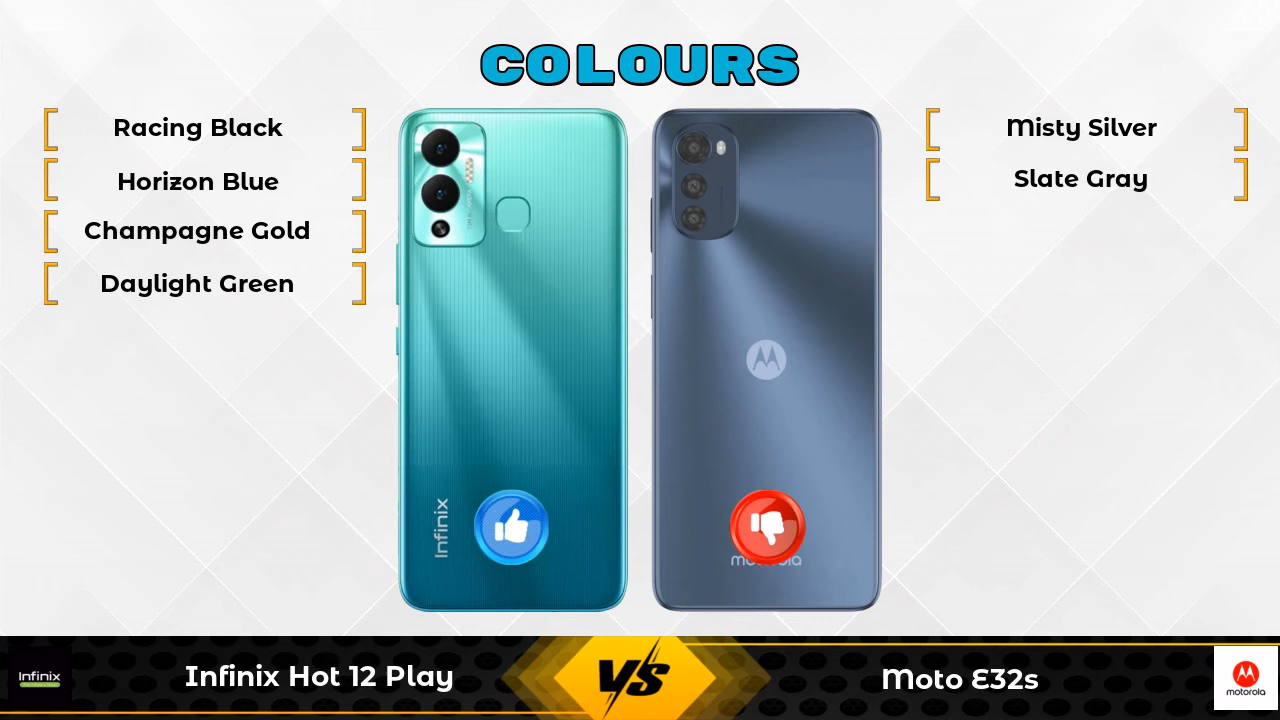 COLOURS
Racing Black
Horizon Blue
Champagne Gold
Daylight Green
Misty Silver
Slate Gray
Infinix
motorola
Infinix
Infinix Hot 12 Play
VS
Moto E32s
motorola